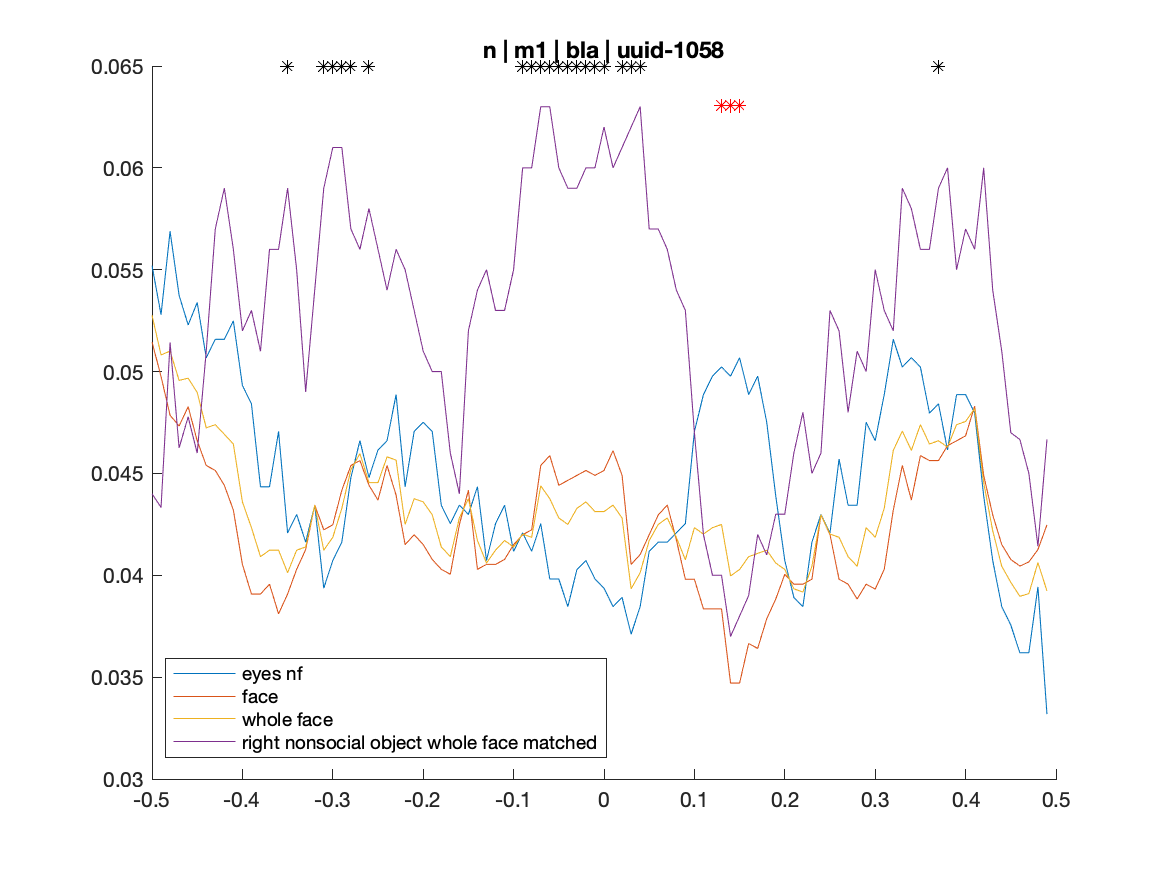 n | m1 | bla | uuid-1058
0.065
0.06
0.055
0.05
0.045
0.04
0.035
0.03
eyes nf
face
whole face
right nonsocial object whole face matched
-0.5 -0.4 -0.3 -0.2 -0.1 0 0.1 0.2 0.3 0.4 0.5